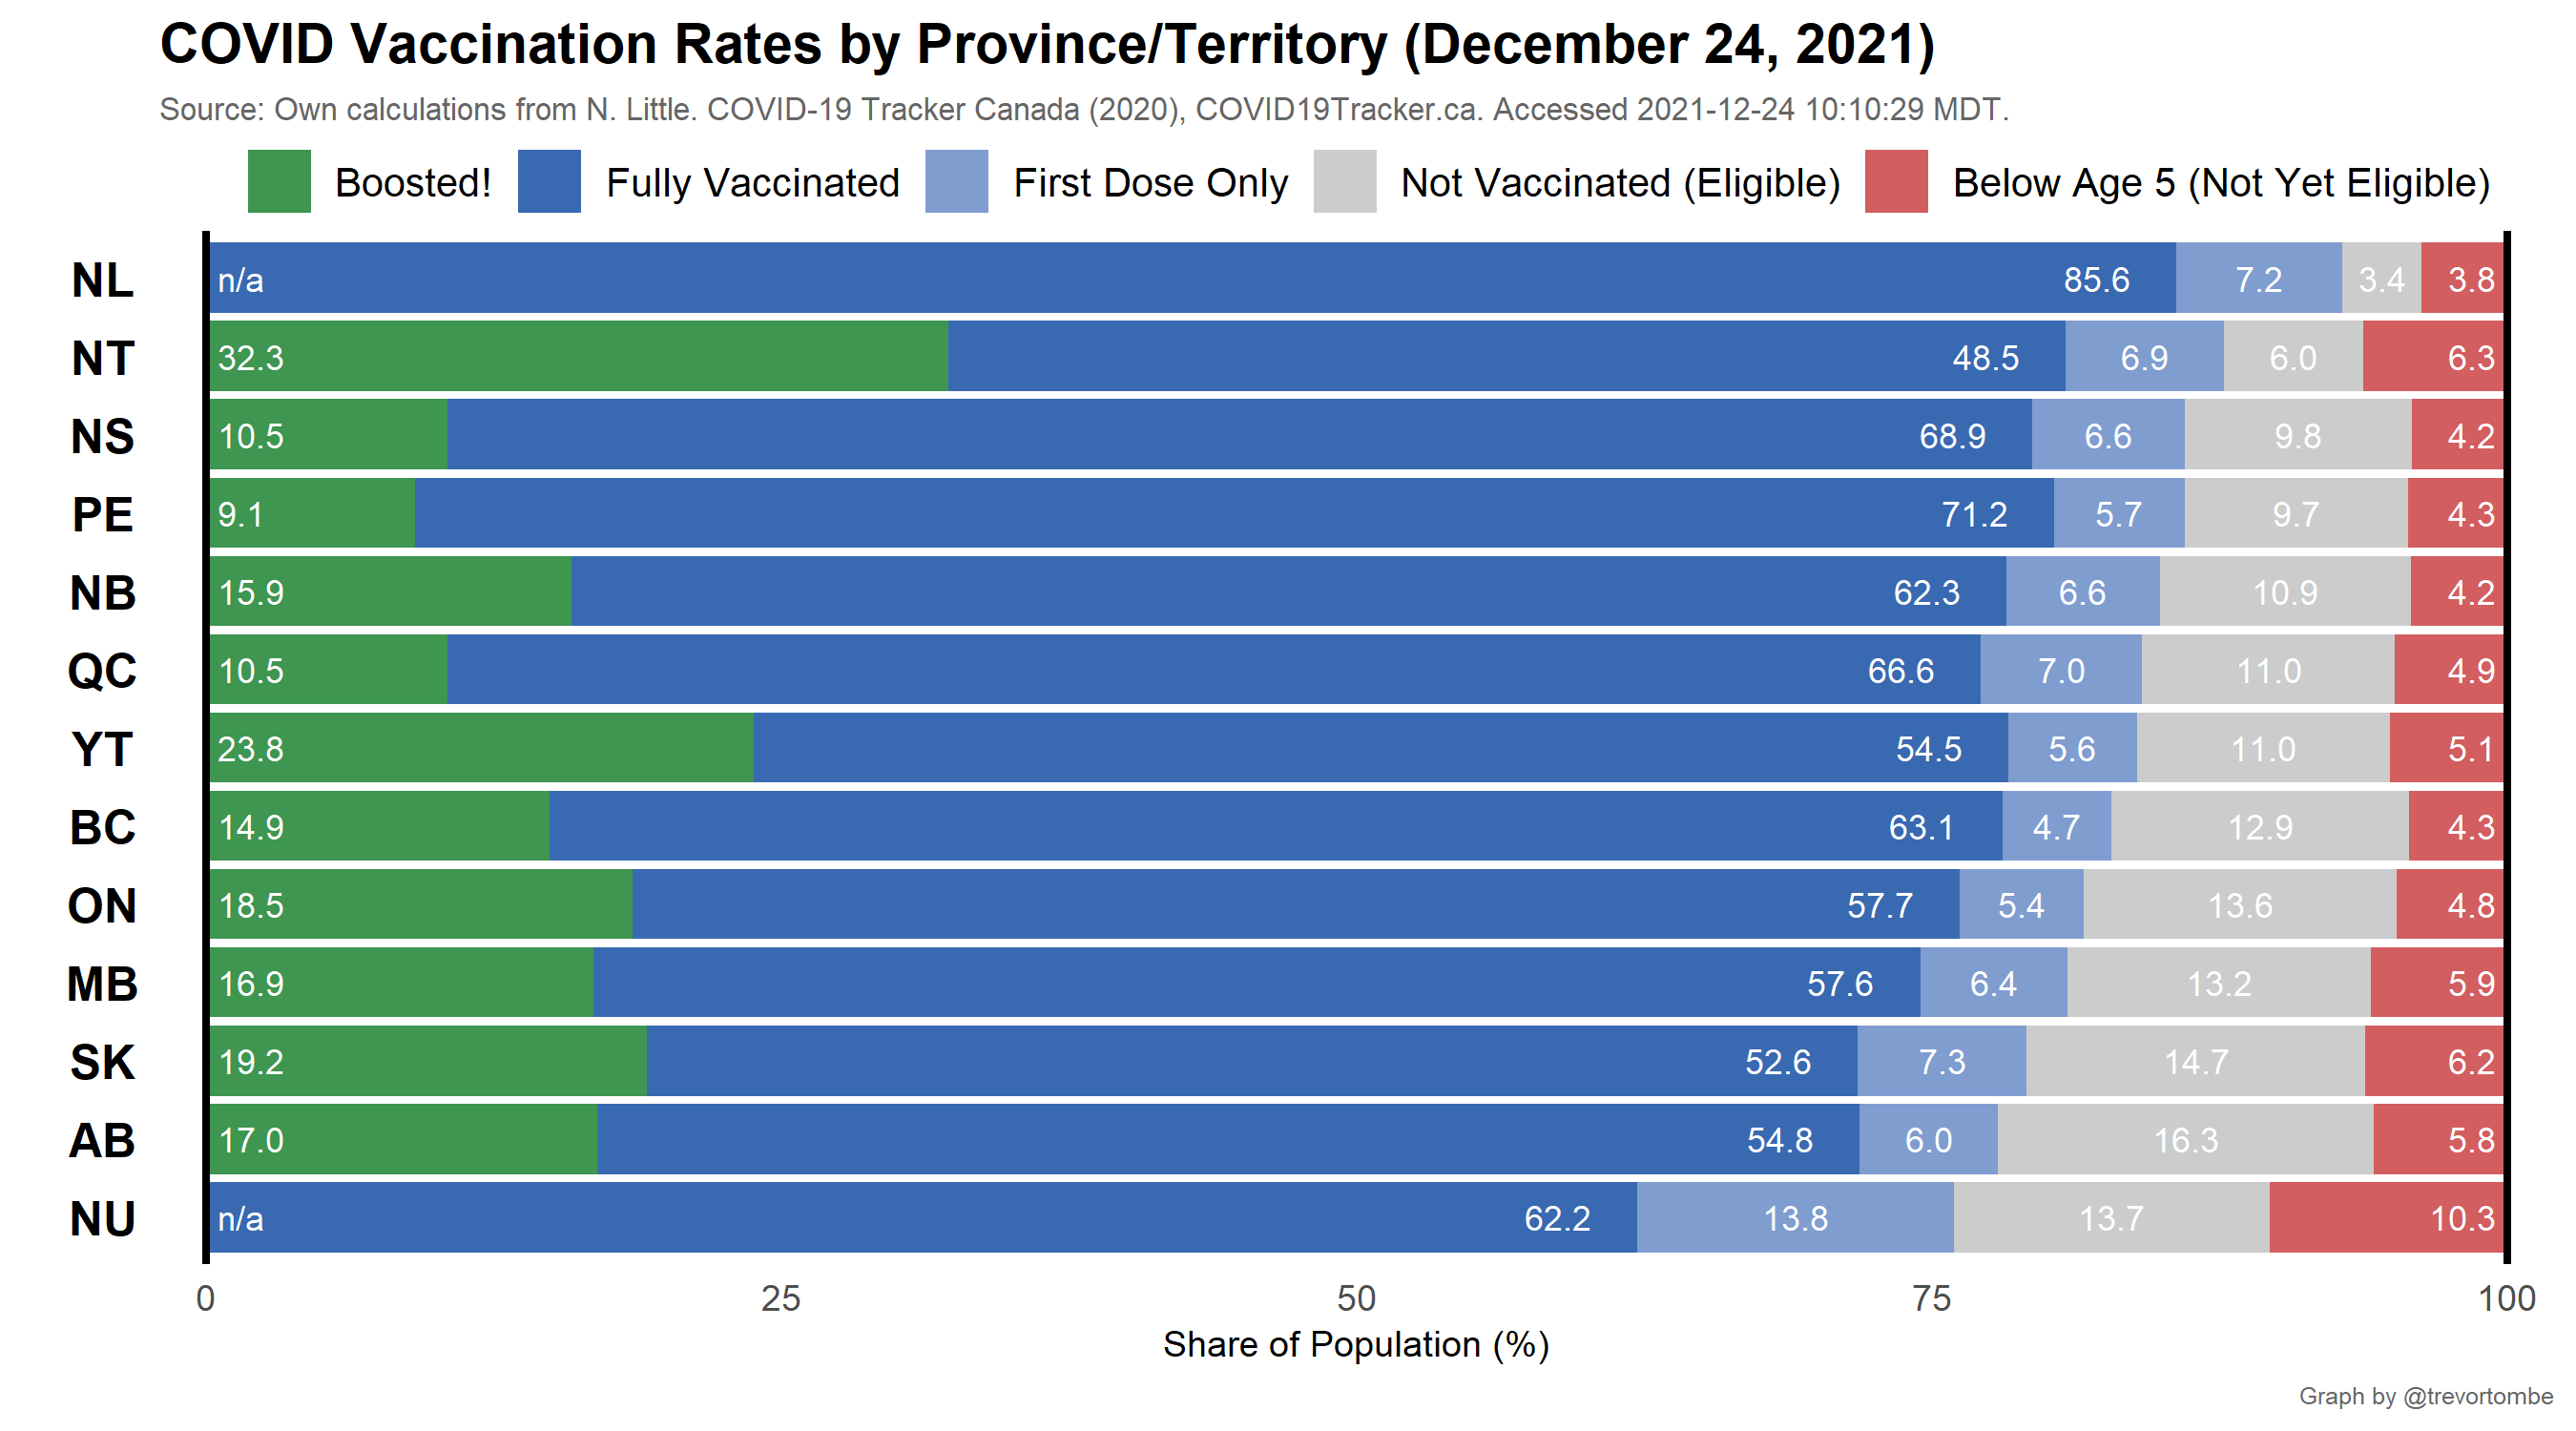 COVID Vaccination Rates by Province/Territory (December 24, 2021)
Source: Own calculations from N. Little. COVID-19 Tracker Canada (2020), COVID19Tracker.ca. Accessed 2021-12-24 10:10:29 MDT.
Boosted! Fully Vaccinated First Dose Only Not Vaccinated (Eligible) Below Age 5 (Not Yet Eligible)
NL n/a 85.6 7.2 3.4 3.8
NT 32.3 48.5 6.9 6.0 6.3
NS 10.5 68.9 6.6 9.8 4.2
PE 9.1 71.2 5.7 9.7 4.3
NB 15.9 62.3 6.6 10.9 4.2
QC 10.5 66.6 7.0 11.0 4.9
YT 23.8 54.5 5.6 11.0 5.1
BC 14.9 63.1 4.7 12.9 4.3
ON 18.5 57.7 5.4 13.6 4.8
MB 16.9 57.6 6.4 13.2 5.9
SK 19.2 52.6 7.3 14.7 6.2
AB 17.0 54.8 6.0 16.3 5.8
NU n/a 62.2 13.8 13.7 10.3
0 25 50 75 100
Share of Population (%)
Graph by @trevortombe